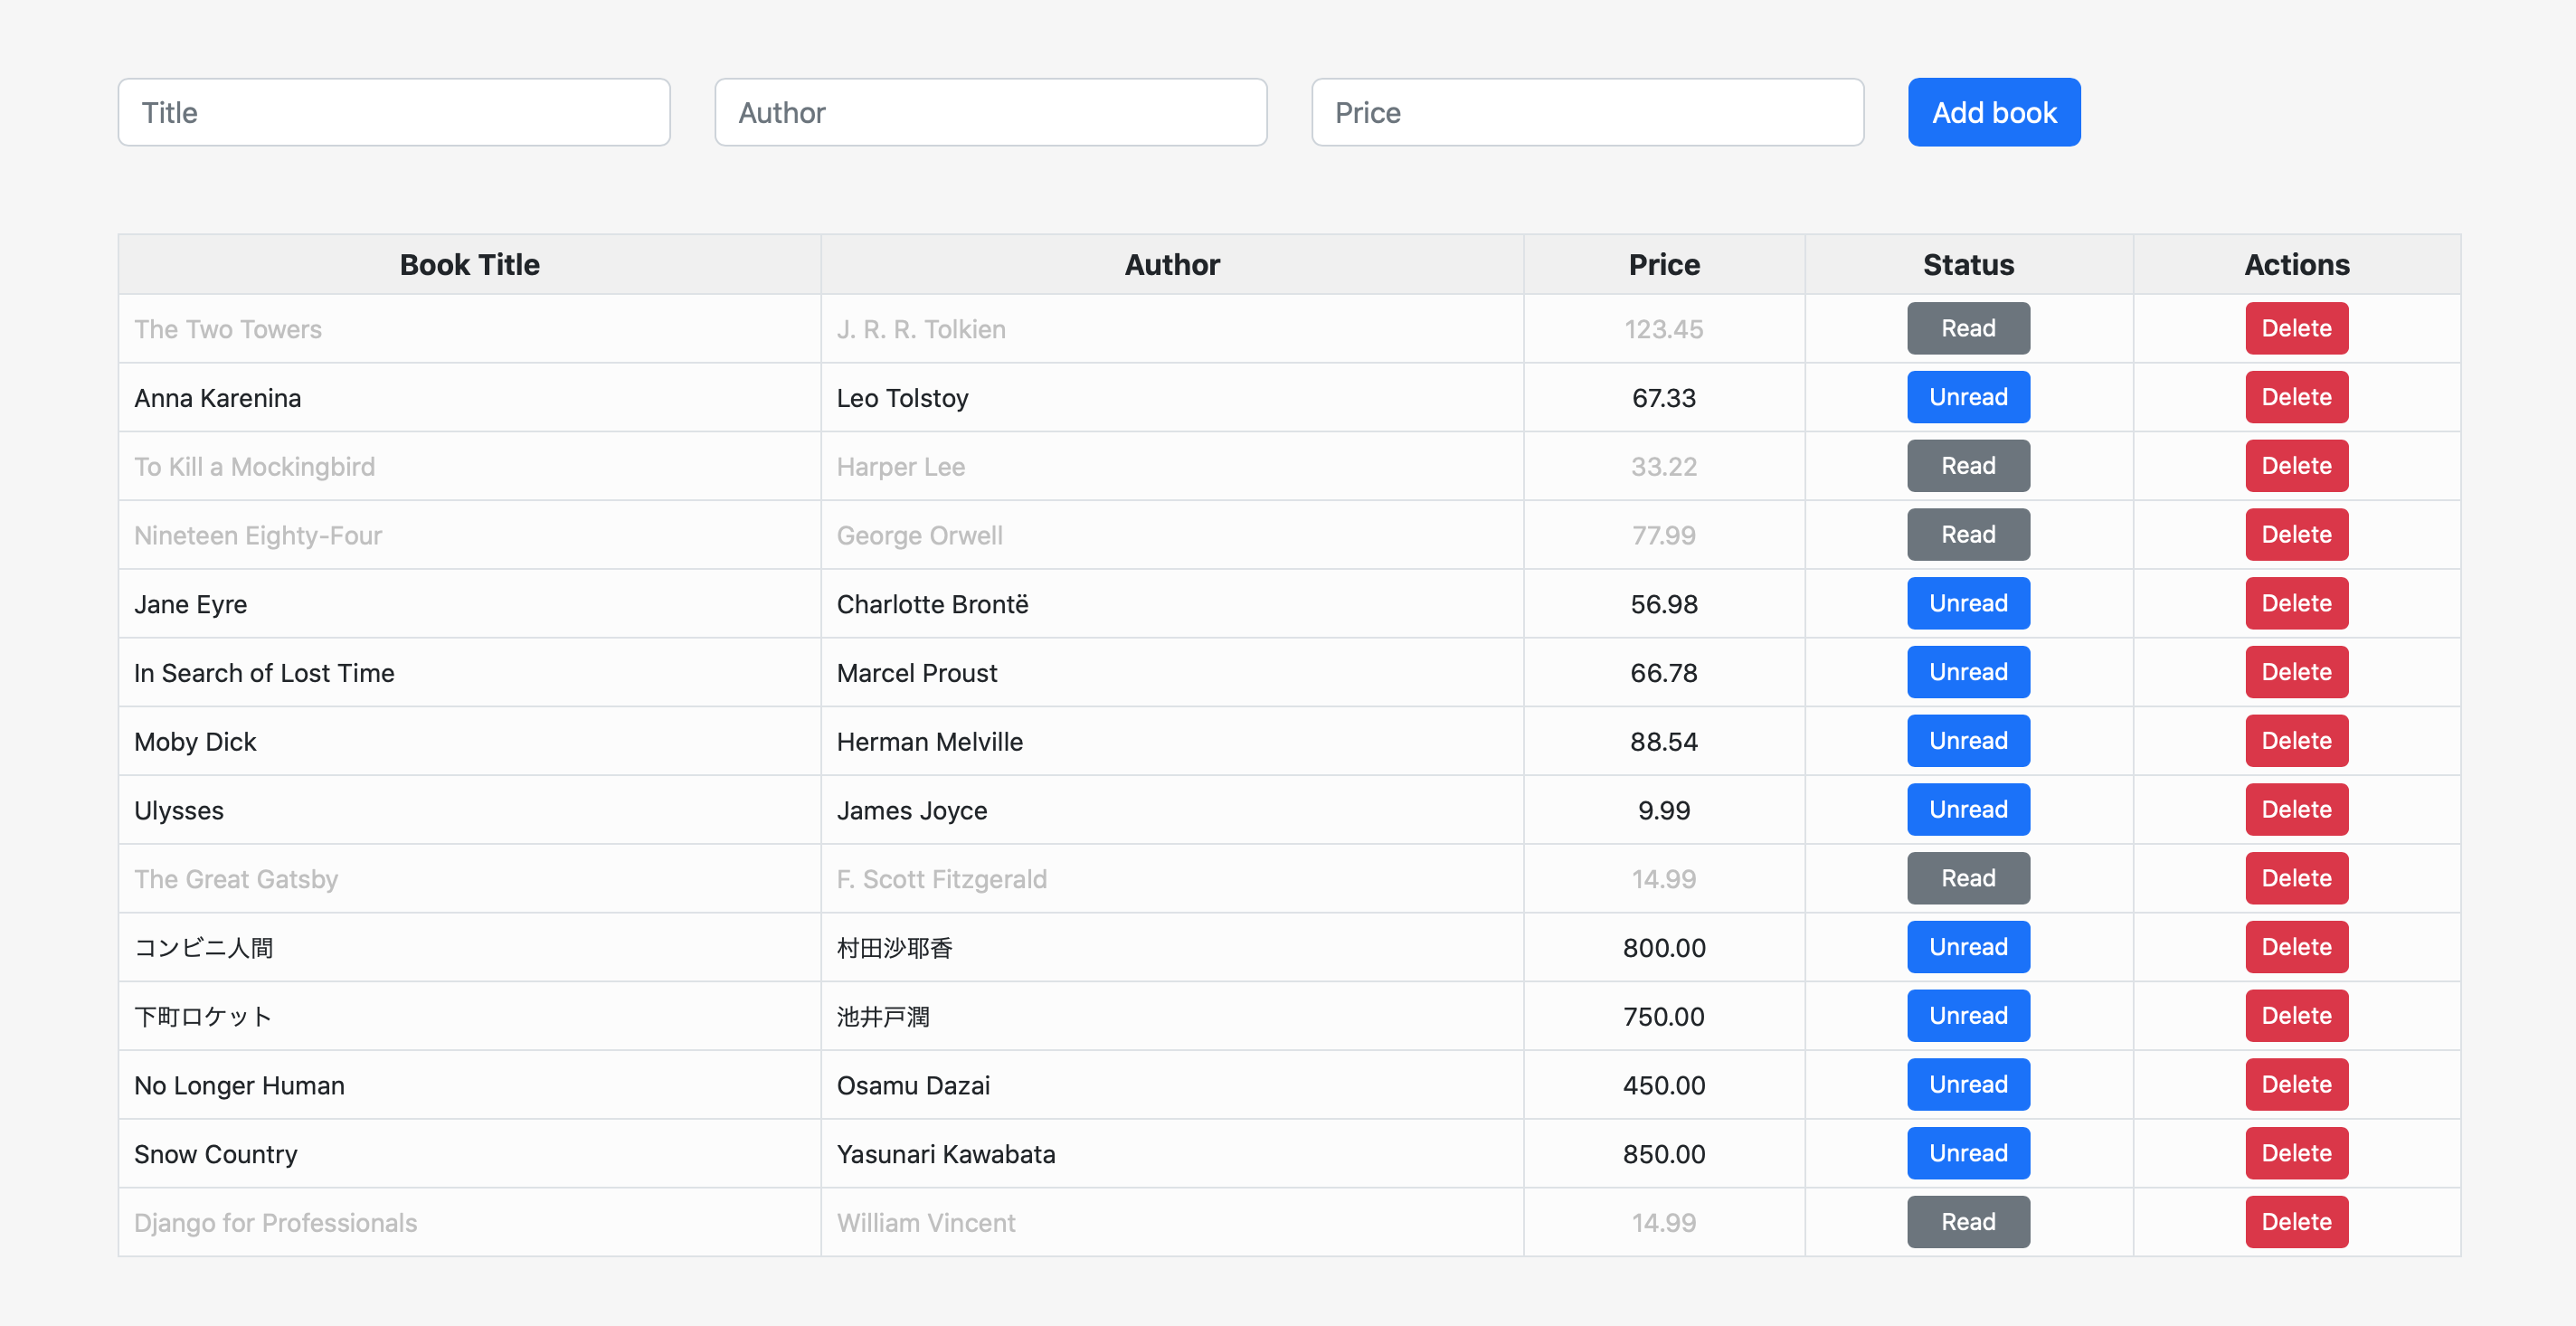 Title Author Price Add book
Book Title Author Price Status Actions
The Two Towers J. R. R. Tolkien 123.45 Read Delete
Anna Karenina Leo Tolstoy 67.33 Unread Delete
To Kill a Mockingbird Harper Lee 33.22 Read Delete
Nineteen Eighty-Four George Orwell 77.99 Read Delete
Jane Eyre Charlotte Brontë 56.98 Unread Delete
In Search of Lost Time Marcel Proust 66.78 Unread Delete
Moby Dick Herman Melville 88.54 Unread Delete
Ulysses James Joyce 9.99 Unread Delete
The Great Gatsby F. Scott Fitzgerald 14.99 Read Delete
コンビニ人間 村田沙耶香 800.00 Unread Delete
下町ロケット 池井戸潤 750.00 Unread Delete
No Longer Human Osamu Dazai 450.00 Unread Delete
Snow Country Yasunari Kawabata 850.00 Unread Delete
Django for Professionals William Vincent 14.99 Read Delete